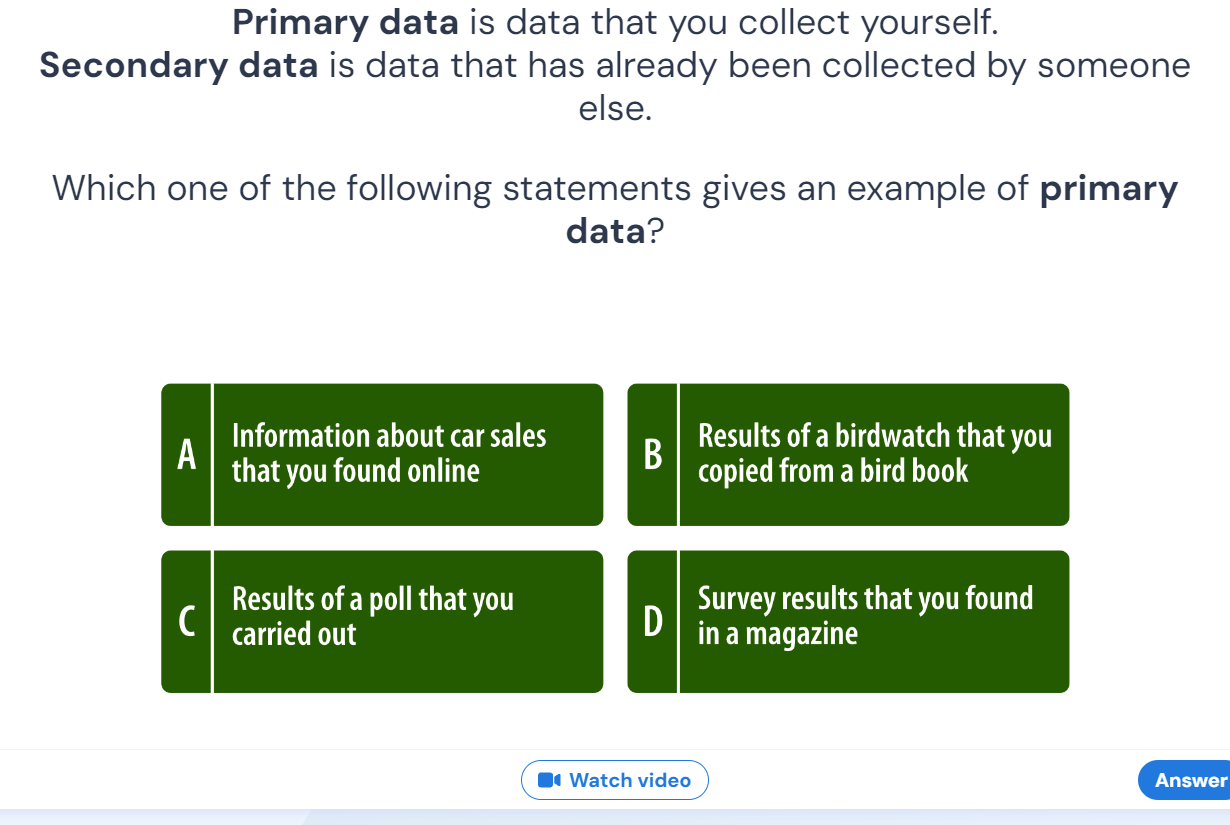 Primary data is data that you collect yourself.
Secondary data is data that has already been collected by someone
else.
Which one of the following statements gives an example of primary
data?
A
Information about car sales
that you found online
B
Results of a birdwatch that you
copied from a bird book
C
Results of a poll that you
carried out
D
Survey results that you found
in a magazine
Watch video
Answer